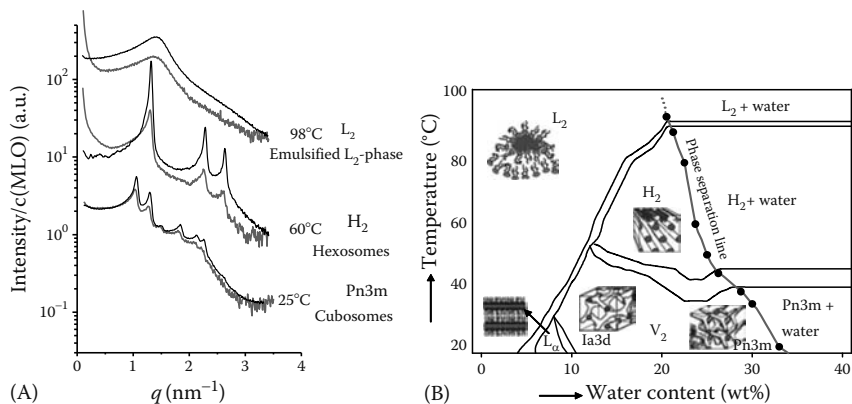 Intensity/c(MLO) (a.u.)
10²
10¹
10⁰
10⁻¹
98°C L₂
Emulsified L₂-phase
60°C H₂
Hexosomes
25°C Pn3m
Cubosomes
0 1 2 3 4
(A) q (nm⁻¹)
Temperature (°C)
100
80
60
40
20
L₂
L₂ + water
H₂
Phase separation line
H₂ + water
Lα
Ia3d
V₂
Pn3m
Pn3m +
water
0 10 20 30 40
(B) Water content (wt%)